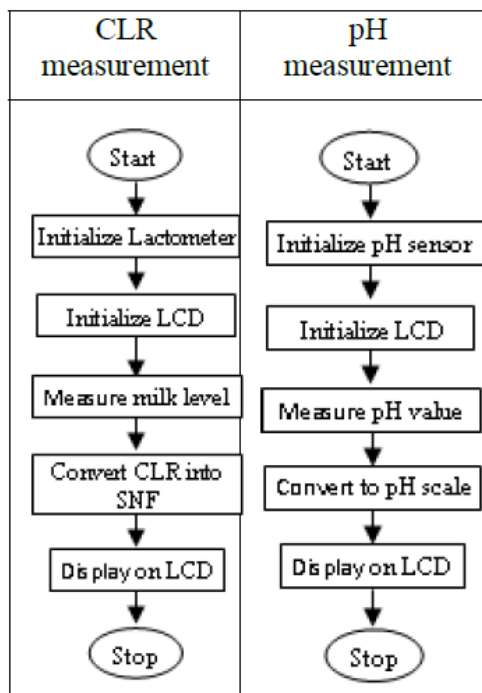 CLR
measurement
pH
measurement
Start
Initialize Lactometer
Initialize LCD
Measure milk level
Convert CLR into
SNF
Display on LCD
Stop
Start
Initialize pH sensor
Initialize LCD
Measure pH value
Convert to pH scale
Display on LCD
Stop